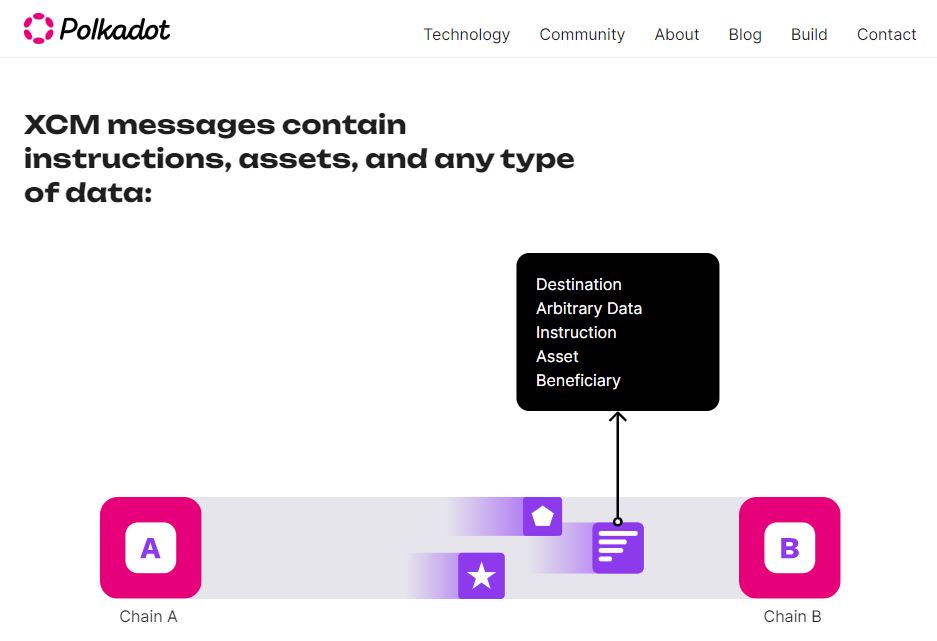 Polkadot
Technology Community About Blog Build Contact
XCM messages contain
instructions, assets, and any type
of data:
Destination
Arbitrary Data
Instruction
Asset
Beneficiary
A
B
Chain A
Chain B